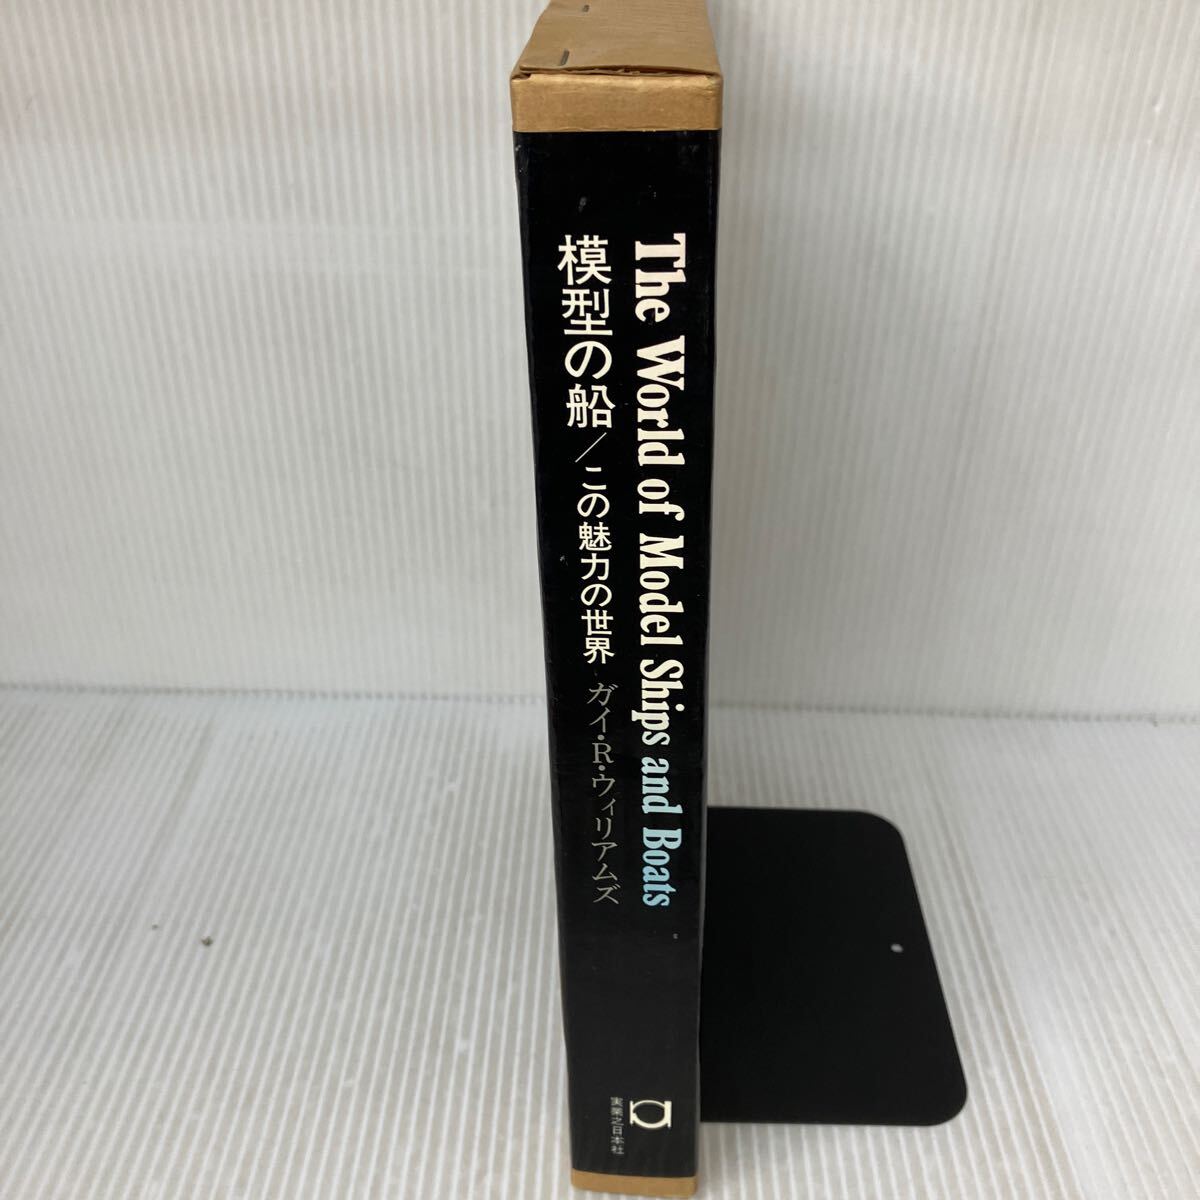 The World of Model Ships and Boats
模型の船/この魅力の世界 ガイ・R・ウィリアムズ
実業之日本社